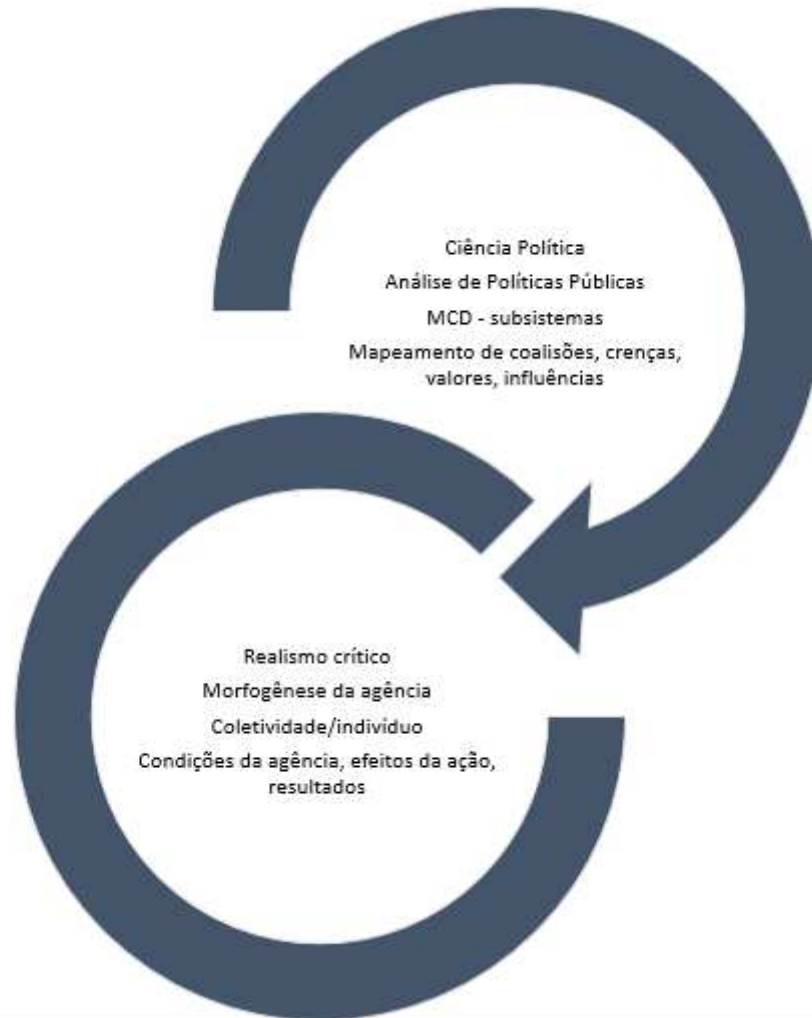 Ciência Política
Análise de Políticas Públicas
MCD - subsistemas
Mapeamento de coalisões, crenças,
valores, influências
Realismo crítico
Morfogênese da agência
Coletividade/indivíduo
Condições da agência, efeitos da ação,
resultados